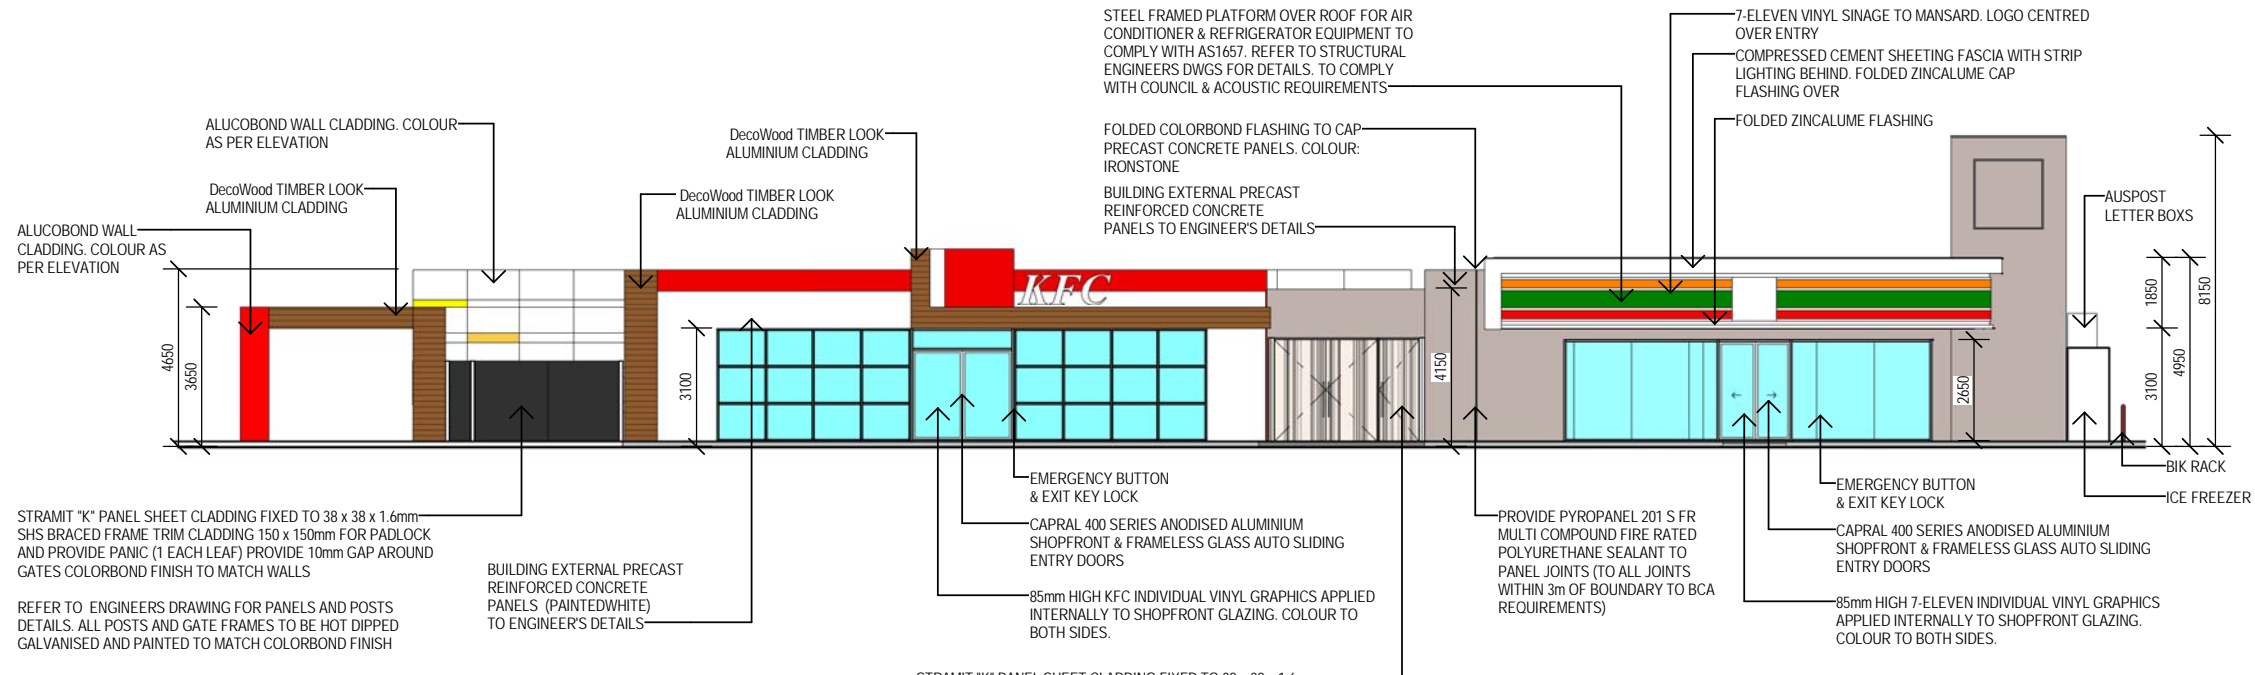 STEEL FRAMED PLATFORM OVER ROOF FOR AIR
CONDITIONER & REFRIGERATOR EQUIPMENT TO
COMPLY WITH AS1657. REFER TO STRUCTURAL
ENGINEERS DWGS FOR DETAILS. TO COMPLY
WITH COUNCIL & ACOUSTIC REQUIREMENTS
7-ELEVEN VINYL SINAGE TO MANSARD. LOGO CENTRED
OVER ENTRY
COMPRESSED CEMENT SHEETING FASCIA WITH STRIP
LIGHTING BEHIND. FOLDED ZINCALUME CAP
FLASHING OVER
FOLDED ZINCALUME FLASHING
ALUCOBOND WALL CLADDING. COLOUR
AS PER ELEVATION
DecoWood TIMBER LOOK
ALUMINIUM CLADDING
FOLDED COLORBOND FLASHING TO CAP
PRECAST CONCRETE PANELS. COLOUR:
IRONSTONE
DecoWood TIMBER LOOK
ALUMINIUM CLADDING
DecoWood TIMBER LOOK
ALUMINIUM CLADDING
BUILDING EXTERNAL PRECAST
REINFORCED CONCRETE
PANELS TO ENGINEER'S DETAILS
AUSPOST
LETTER BOXS
ALUCOBOND WALL
CLADDING. COLOUR AS
PER ELEVATION
KFC
4650
3650
3100
4150
2650
3100
1850
4950
8150
BIK RACK
ICE FREEZER
STRAMIT "K" PANEL SHEET CLADDING FIXED TO 38 x 38 x 1.6mm
SHS BRACED FRAME TRIM CLADDING 150 x 150mm FOR PADLOCK
AND PROVIDE PANIC (1 EACH LEAF) PROVIDE 10mm GAP AROUND
GATES COLORBOND FINISH TO MATCH WALLS
REFER TO ENGINEERS DRAWING FOR PANELS AND POSTS
DETAILS. ALL POSTS AND GATE FRAMES TO BE HOT DIPPED
GALVANISED AND PAINTED TO MATCH COLORBOND FINISH
BUILDING EXTERNAL PRECAST
REINFORCED CONCRETE
PANELS (PAINTEDWHITE)
TO ENGINEER'S DETAILS
EMERGENCY BUTTON
& EXIT KEY LOCK
CAPRAL 400 SERIES ANODISED ALUMINIUM
SHOPFRONT & FRAMELESS GLASS AUTO SLIDING
ENTRY DOORS
85mm HIGH KFC INDIVIDUAL VINYL GRAPHICS APPLIED
INTERNALLY TO SHOPFRONT GLAZING. COLOUR TO
BOTH SIDES.
PROVIDE PYROPANEL 201 S FR
MULTI COMPOUND FIRE RATED
POLYURETHANE SEALANT TO
PANEL JOINTS (TO ALL JOINTS
WITHIN 3m OF BOUNDARY TO BCA
REQUIREMENTS)
EMERGENCY BUTTON
& EXIT KEY LOCK
CAPRAL 400 SERIES ANODISED ALUMINIUM
SHOPFRONT & FRAMELESS GLASS AUTO SLIDING
ENTRY DOORS
85mm HIGH 7-ELEVEN INDIVIDUAL VINYL GRAPHICS
APPLIED INTERNALLY TO SHOPFRONT GLAZING.
COLOUR TO BOTH SIDES.